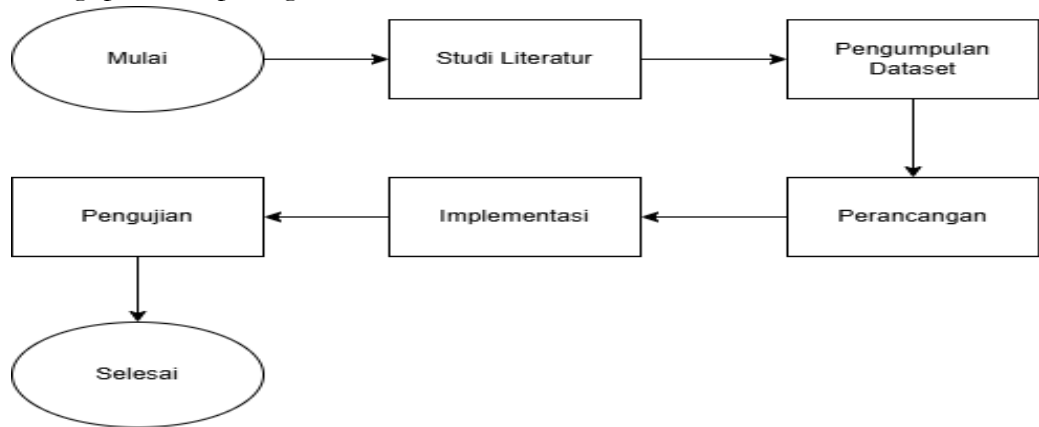 Mulai
Studi Literatur
Pengumpulan
Dataset
Perancangan
Implementasi
Pengujian
Selesai